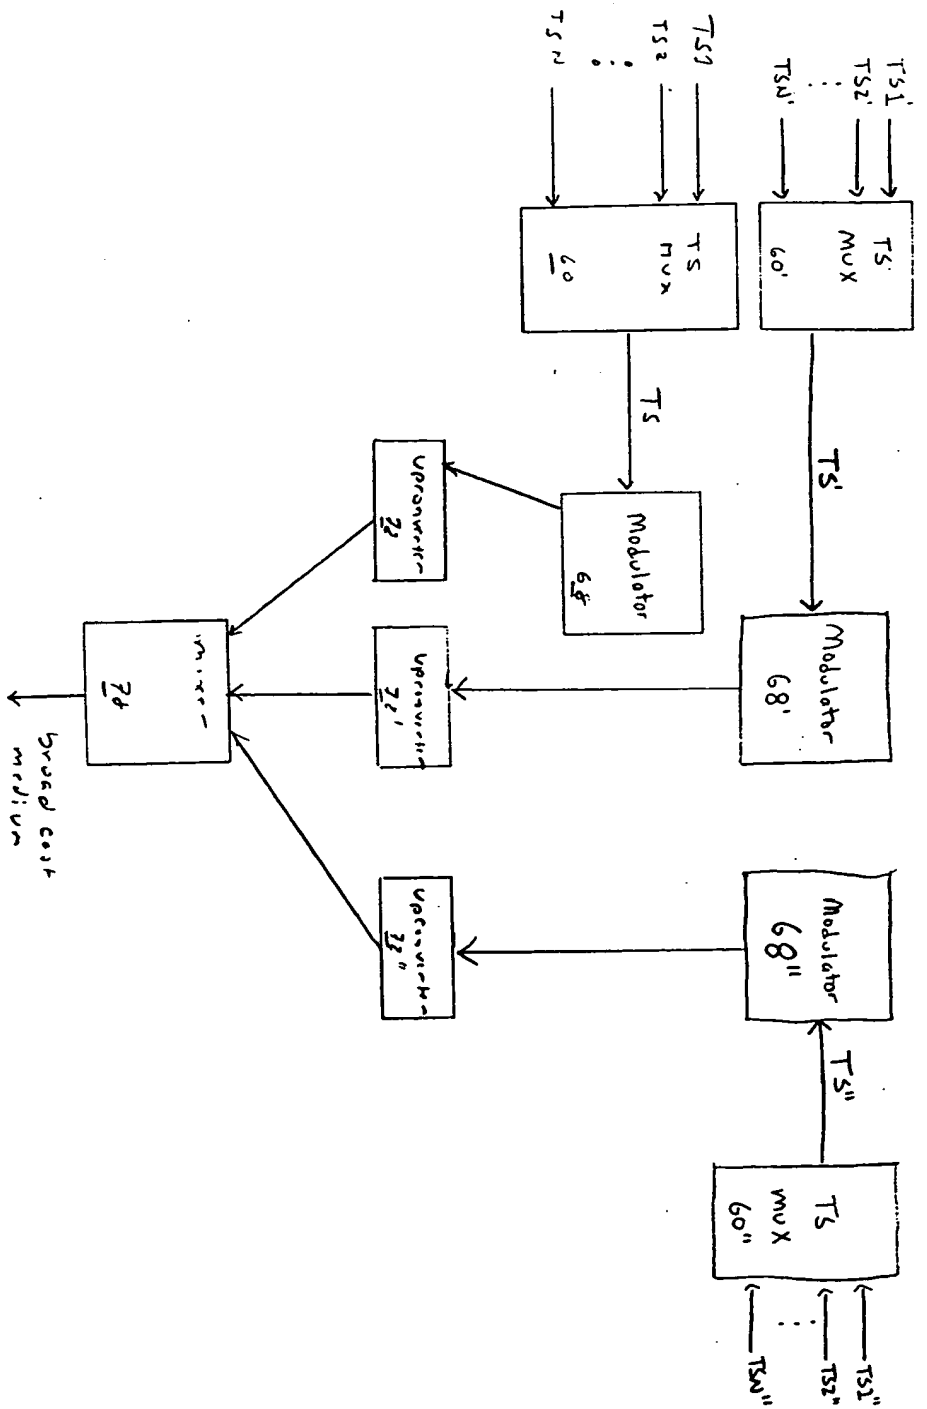 TS1'
TS2'
⋮
TSN'
TS
MUX
60'
TS'
Modulator
68'
Modulator
68"
TS"
TS
mux
60"
TS1"
TS2"
⋮
TSN"
TS1
TS2
⋮
TSN
TS
mux
60
TS
Modulator
68
upconverter
72
upconverter
72'
upconverter
72"
mixer
broadcast
medium